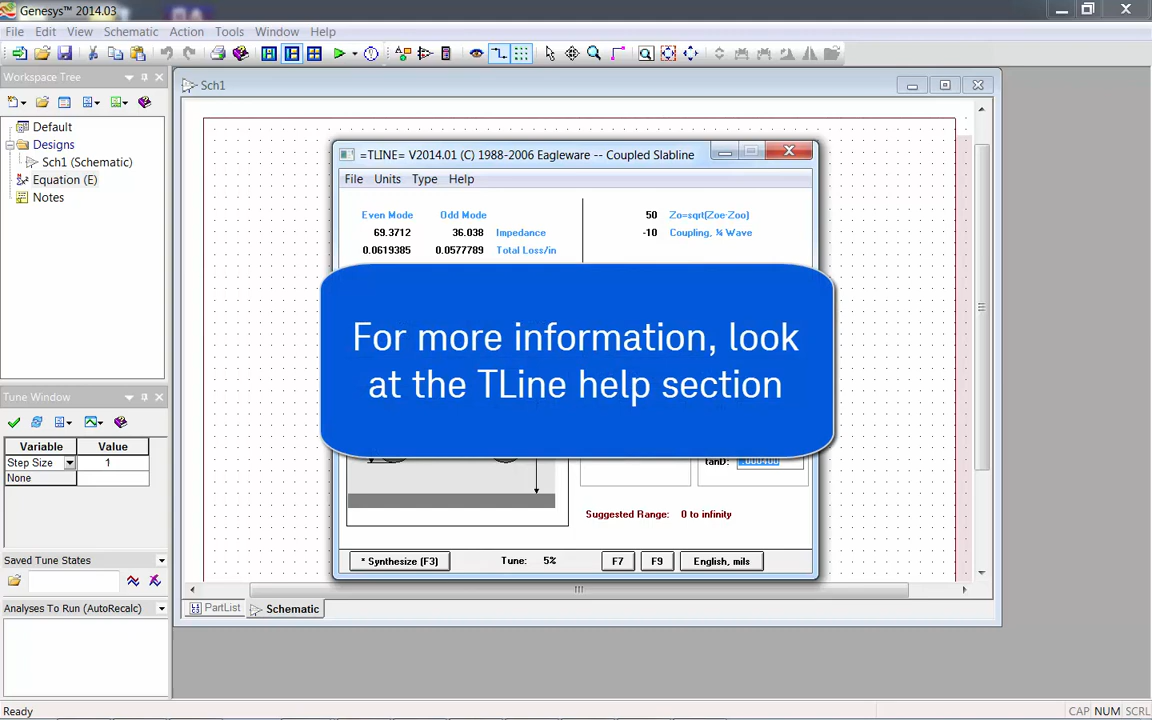 Genesys™ 2014.03
File Edit View Schematic Action Tools Window Help
Workspace Tree
Default
Designs
Sch1 (Schematic)
Equation (E)
Notes
Tune Window
Variable Value
Step Size 1
None
Saved Tune States
Analyses To Run (AutoRecalc)
Sch1
=TLINE= V2014.01 (C) 1988-2006 Eagleware -- Coupled Slabline
File Units Type Help
Even Mode Odd Mode
69.3712 36.038 Impedance
0.0619385 0.0577789 Total Loss/in
50 Zo=sqrt(Zoe·Zoo)
-10 Coupling, ¼ Wave
For more information, look
at the TLine help section
tanD: .000400
Suggested Range: 0 to infinity
* Synthesize (F3) Tune: 5% F7 F9 English, mils
PartList Schematic
Ready CAP NUM SCRL